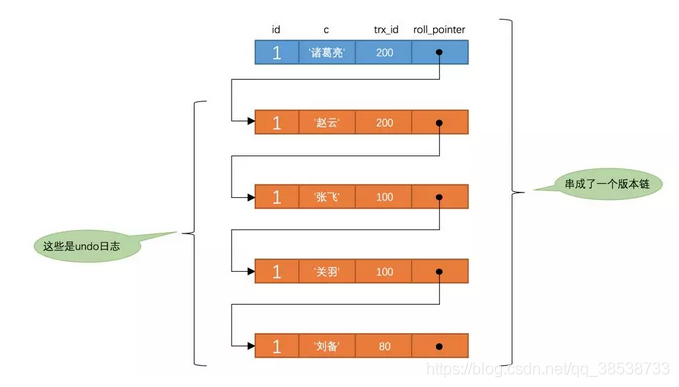 id c trx_id roll_pointer
1 '诸葛亮' 200
1 '赵云' 200
1 '张飞' 100
串成了一个版本链
这些是undo日志
1 '关羽' 100
1 '刘备' 80
https://blog.csdn.net/qq_38538733